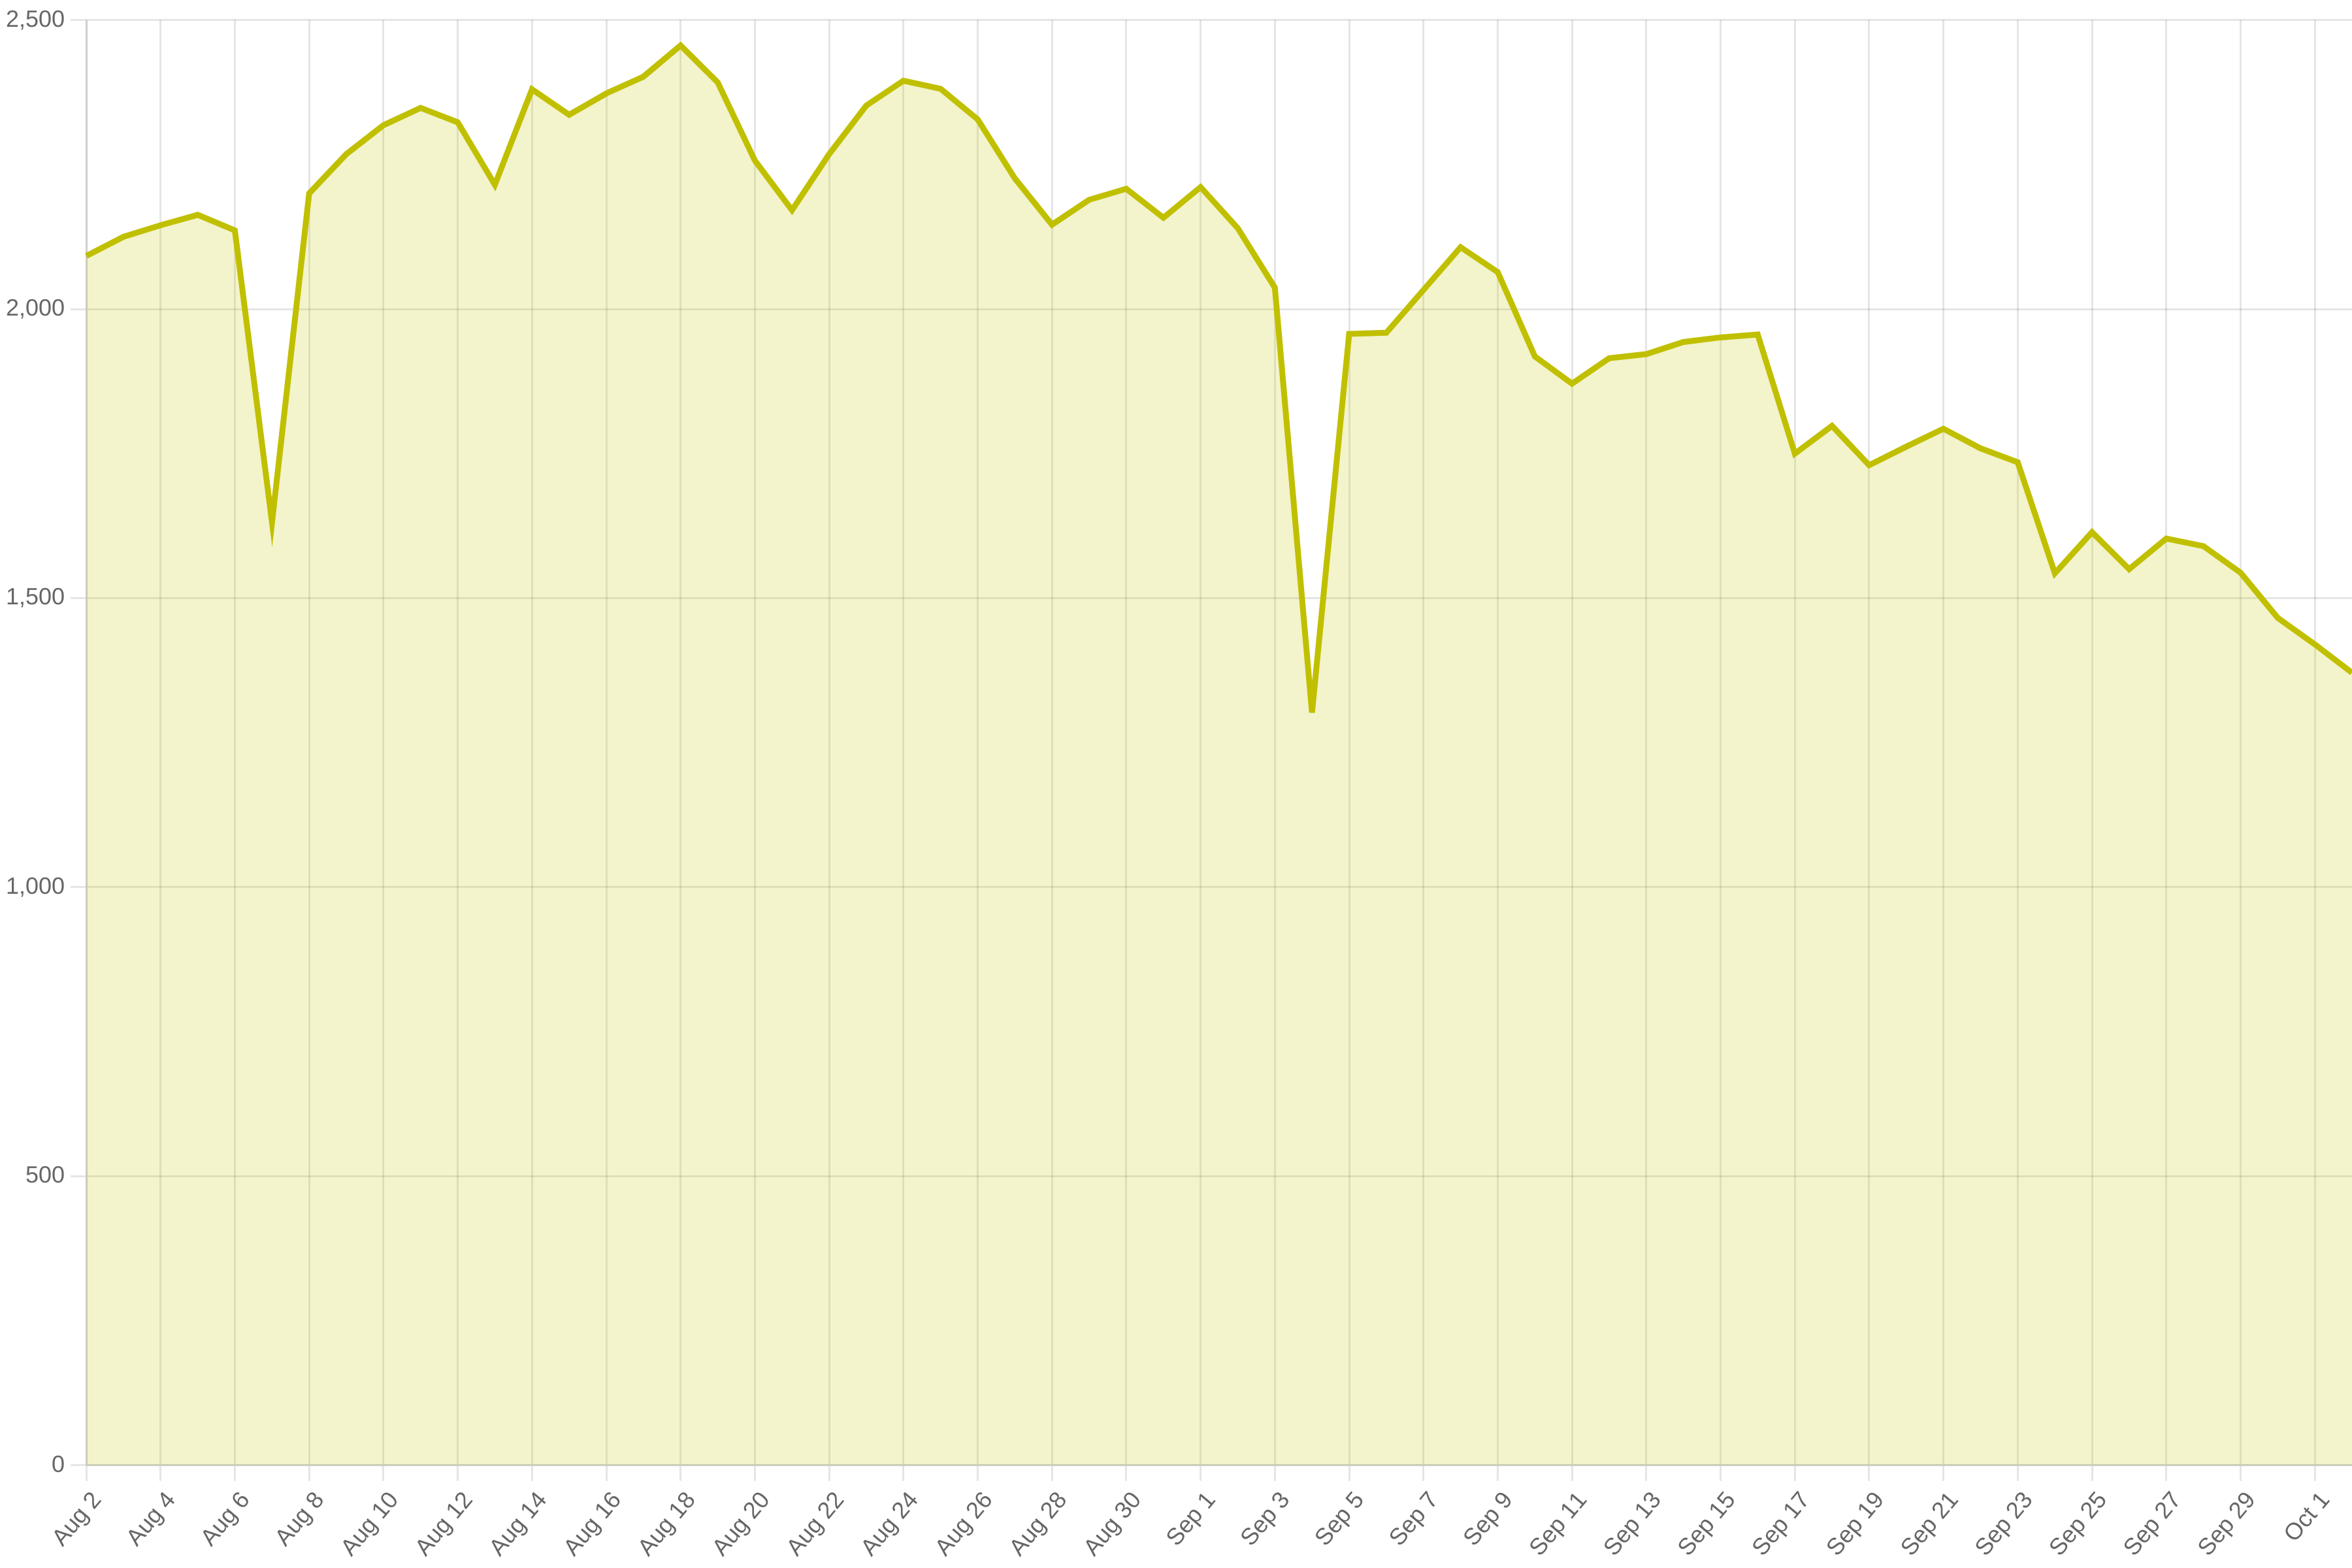 2,500
2,000
1,500
1,000
500
0
Aug 2
Aug 4
Aug 6
Aug 8
Aug 10
Aug 12
Aug 14
Aug 16
Aug 18
Aug 20
Aug 22
Aug 24
Aug 26
Aug 28
Aug 30
Sep 1
Sep 3
Sep 5
Sep 7
Sep 9
Sep 11
Sep 13
Sep 15
Sep 17
Sep 19
Sep 21
Sep 23
Sep 25
Sep 27
Sep 29
Oct 1